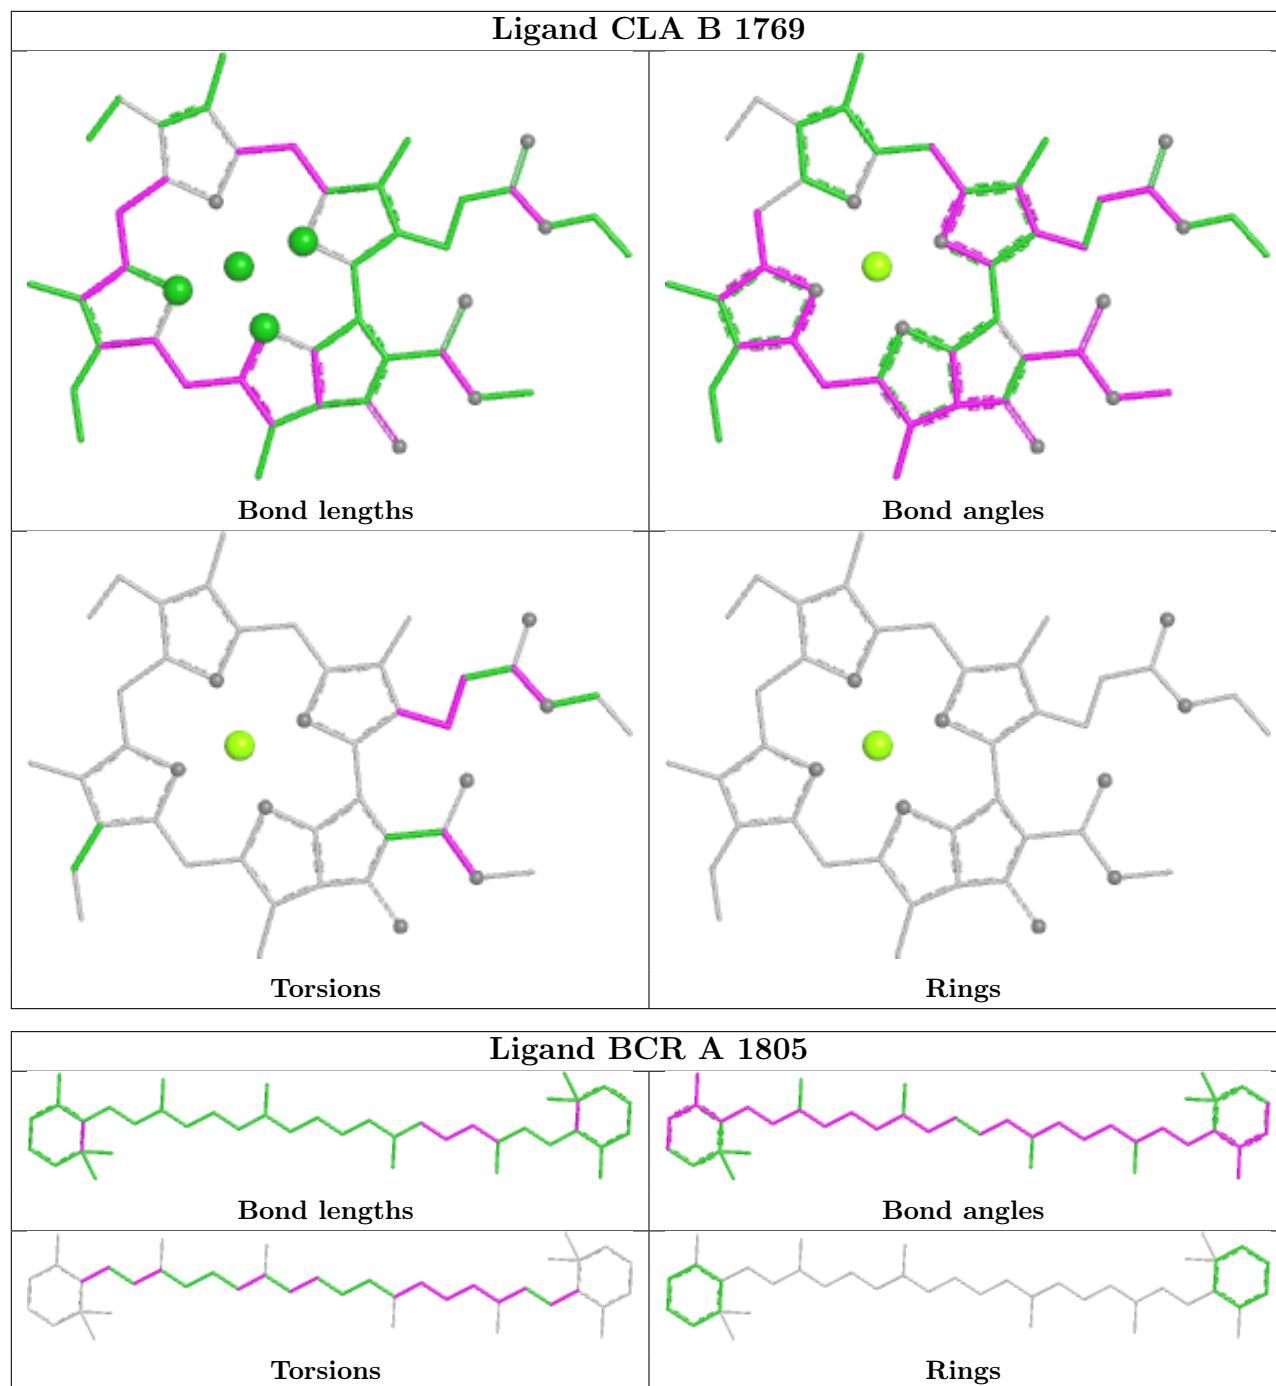 Ligand CLA B 1769
Bond lengths
Bond angles
Torsions
Rings
Ligand BCR A 1805
Bond lengths
Bond angles
Torsions
Rings